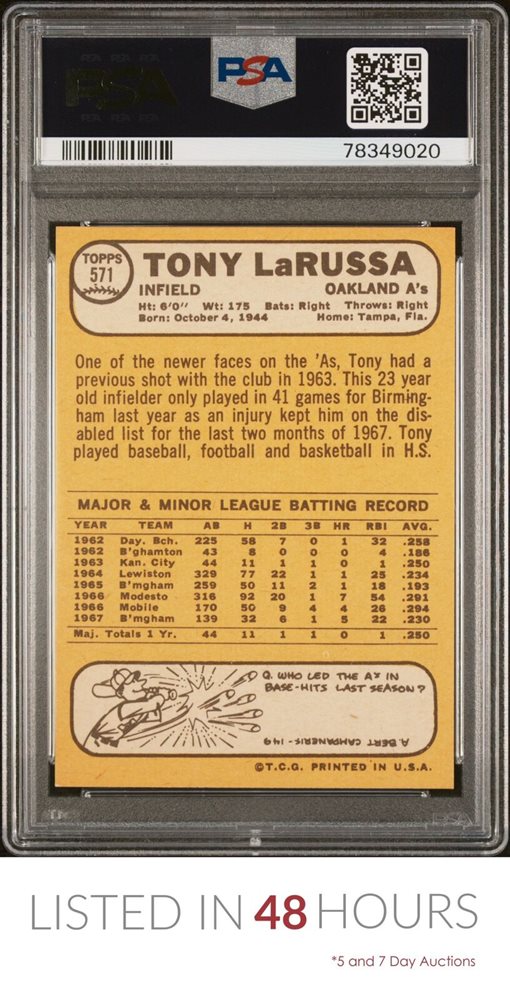 PSA
78349020
TOPPS
571
TONY LaRUSSA
INFIELD OAKLAND A's
Ht: 6'0" Wt: 175 Bats: Right Throws: Right
Born: October 4, 1944 Home: Tampa, Fla.
One of the newer faces on the 'As, Tony had a
previous shot with the club in 1963. This 23 year
old infielder only played in 41 games for Birming-
ham last year as an injury kept him on the dis-
abled list for the last two months of 1967. Tony
played baseball, football and basketball in H.S.
MAJOR & MINOR LEAGUE BATTING RECORD
YEAR TEAM AB H 2B 3B HR RBI AVG.
1962 Day. Bch. 225 58 7 0 1 32 .258
1962 B'ghamton 43 8 0 0 0 4 .186
1963 Kan. City 44 11 1 1 0 1 .250
1964 Lewiston 329 77 22 1 1 25 .234
1965 B'mgham 259 50 11 2 1 18 .193
1966 Modesto 316 92 20 1 7 54 .291
1966 Mobile 170 50 9 4 4 26 .294
1967 B'mgham 139 32 6 1 5 22 .230
Maj. Totals 1 Yr. 44 11 1 1 0 1 .250
Q. WHO LED THE A's IN
BASE-HITS LAST SEASON?
A. BERT CAMPANERIS - 149
©T.C.G. PRINTED IN U.S.A.
LISTED IN 48 HOURS
*5 and 7 Day Auctions